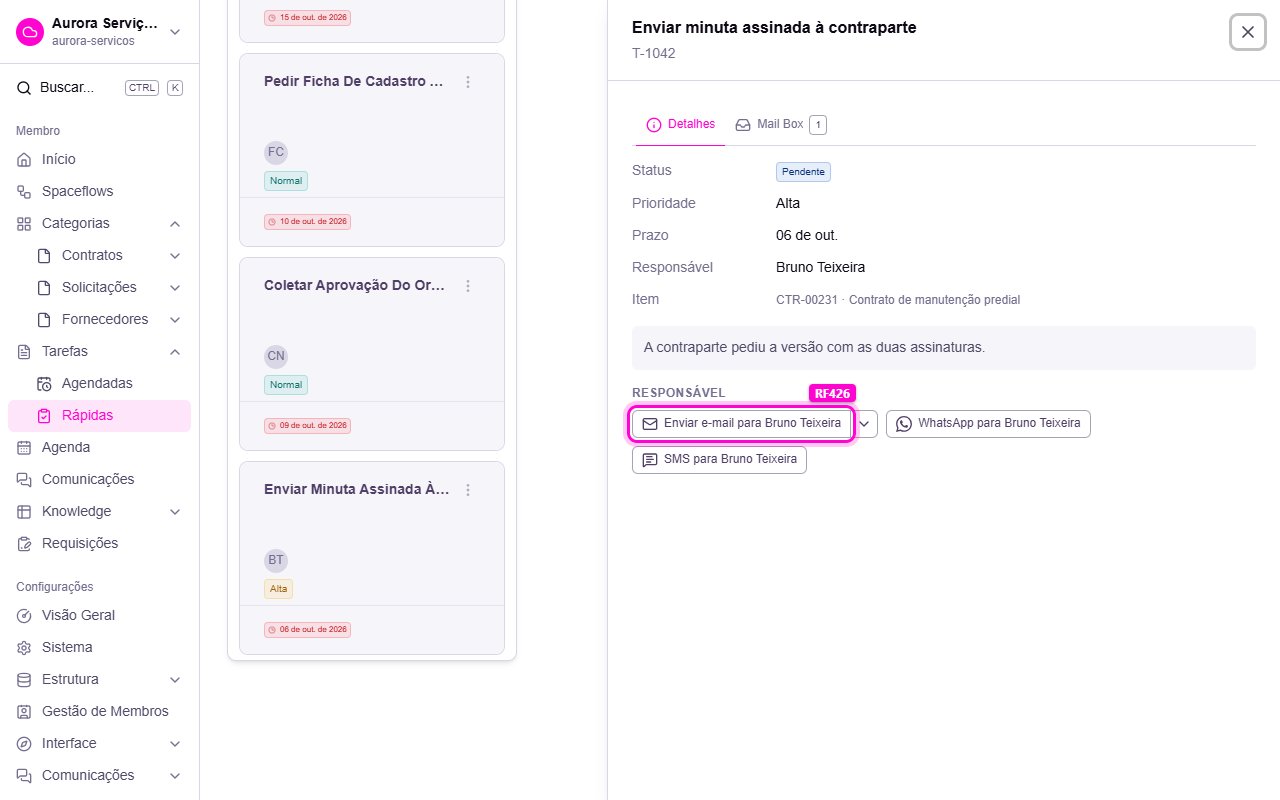 Aurora Serviç...
aurora-servicos
Buscar...
CTRL
K
Membro
Início
Spaceflows
Categorias
Contratos
Solicitações
Fornecedores
Tarefas
Agendadas
Rápidas
Agenda
Comunicações
Knowledge
Requisições
Configurações
Visão Geral
Sistema
Estrutura
Gestão de Membros
Interface
Comunicações
15 de out. de 2026
Pedir Ficha De Cadastro ...
FC
Normal
10 de out. de 2026
Coletar Aprovação Do Or...
CN
Normal
09 de out. de 2026
Enviar Minuta Assinada À...
BT
Alta
06 de out. de 2026
Enviar minuta assinada à contraparte
T-1042
Detalhes
Mail Box 1
Status Pendente
Prioridade Alta
Prazo 06 de out.
Responsável Bruno Teixeira
Item CTR-00231 · Contrato de manutenção predial
A contraparte pediu a versão com as duas assinaturas.
RESPONSÁVEL
RF426
Enviar e-mail para Bruno Teixeira
WhatsApp para Bruno Teixeira
SMS para Bruno Teixeira